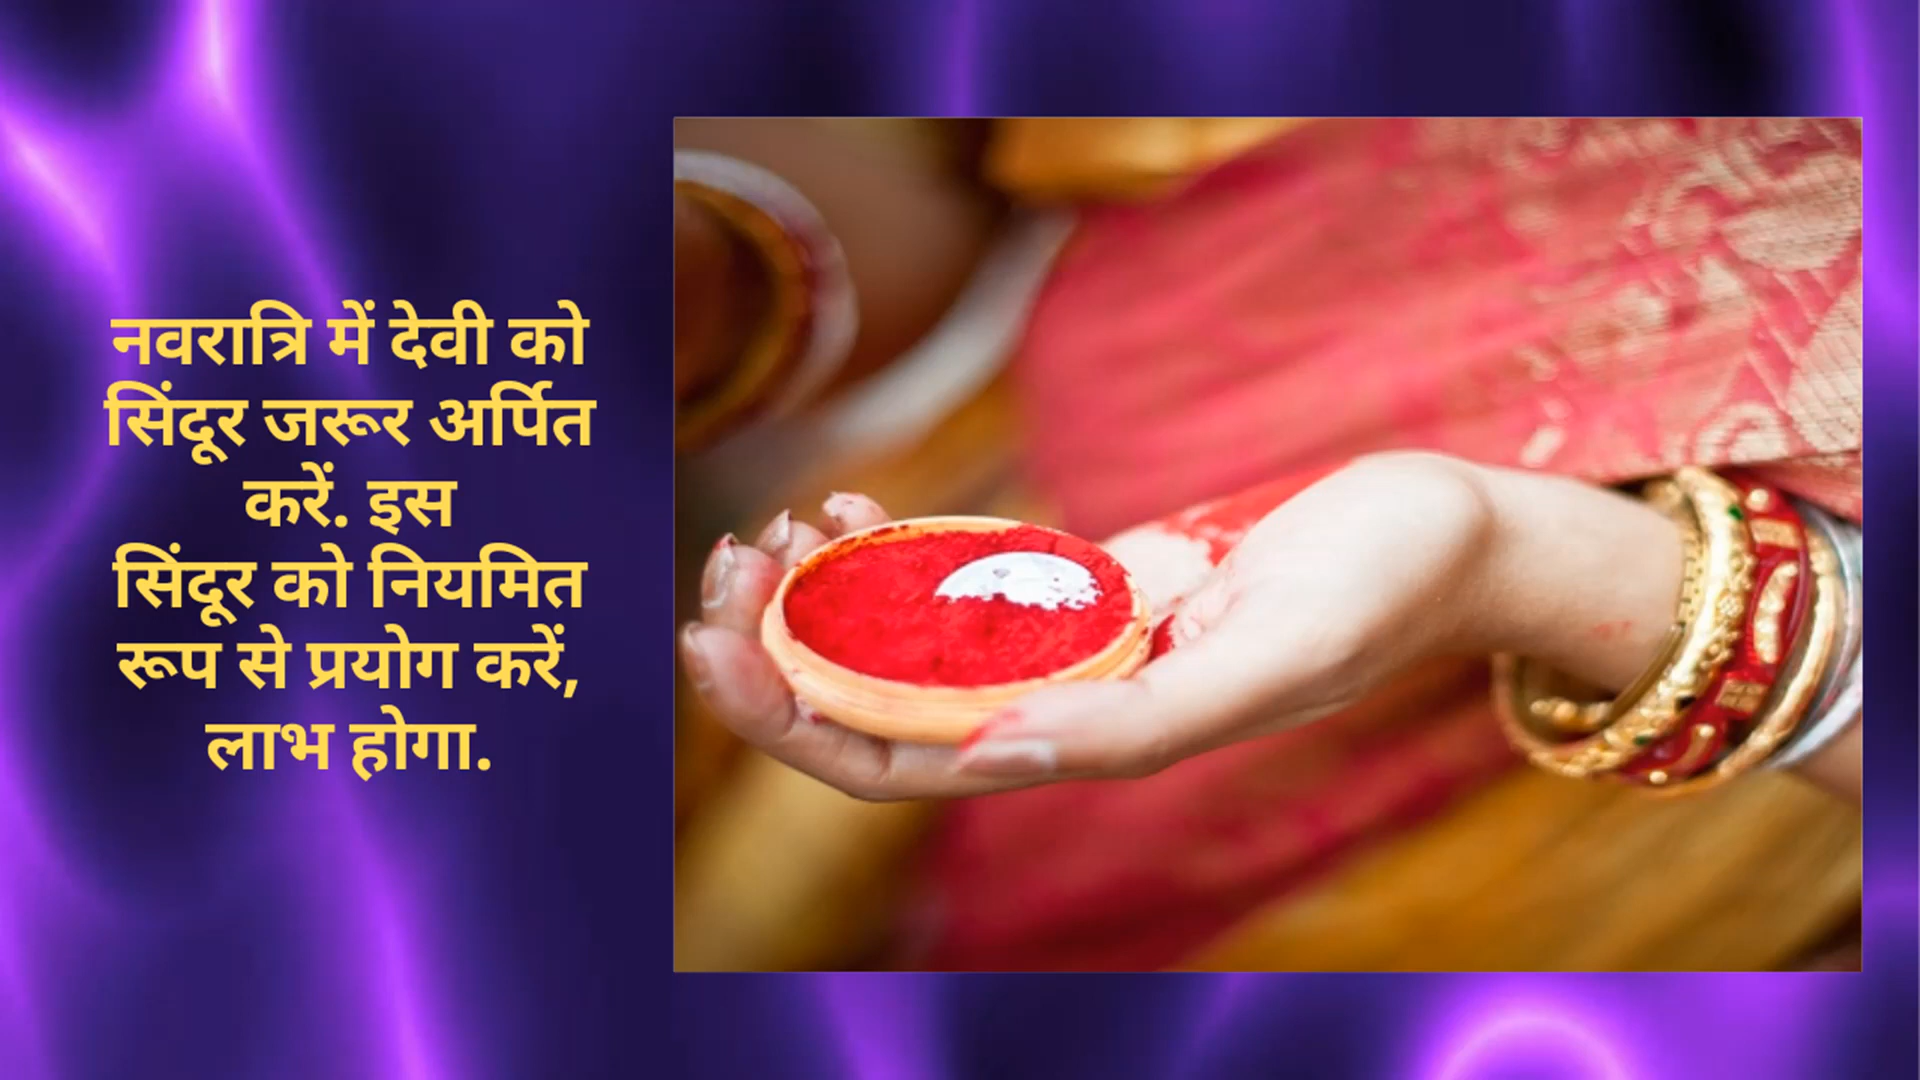 नवरात्रि में देवी को
सिंदूर जरूर अर्पित
करें. इस
सिंदूर को नियमित
रूप से प्रयोग करें,
लाभ होगा.